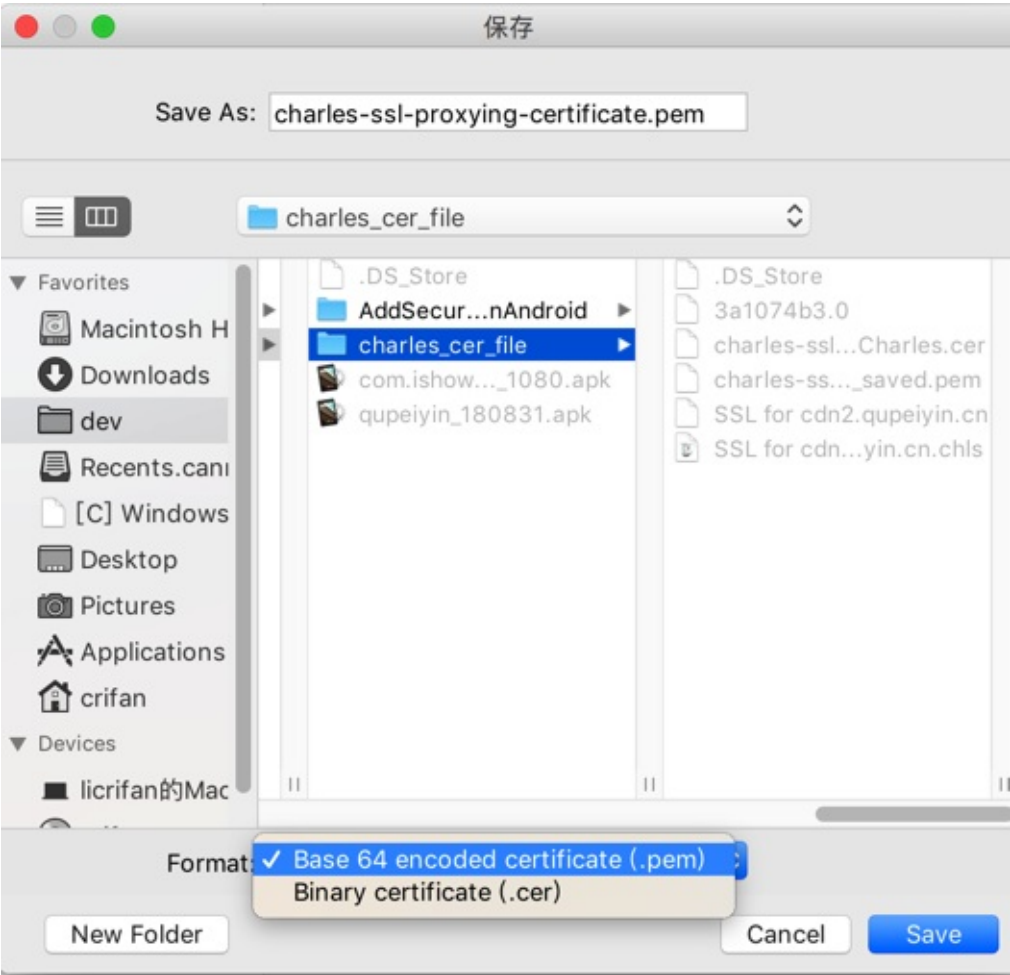 保存
Save As: charles-ssl-proxying-certificate.pem
charles_cer_file
Favorites
Macintosh H
Downloads
dev
Recents.cann
[C] Windows
Desktop
Pictures
Applications
crifan
Devices
licrifan的Mac
.DS_Store
AddSecur...nAndroid
charles_cer_file
com.ishow..._1080.apk
qupeiyin_180831.apk
.DS_Store
3a1074b3.0
charles-ssl...Charles.cer
charles-ss..._saved.pem
SSL for cdn2.qupeiyin.cn
SSL for cdn...yin.cn.chls
Format:
Base 64 encoded certificate (.pem)
Binary certificate (.cer)
New Folder
Cancel
Save